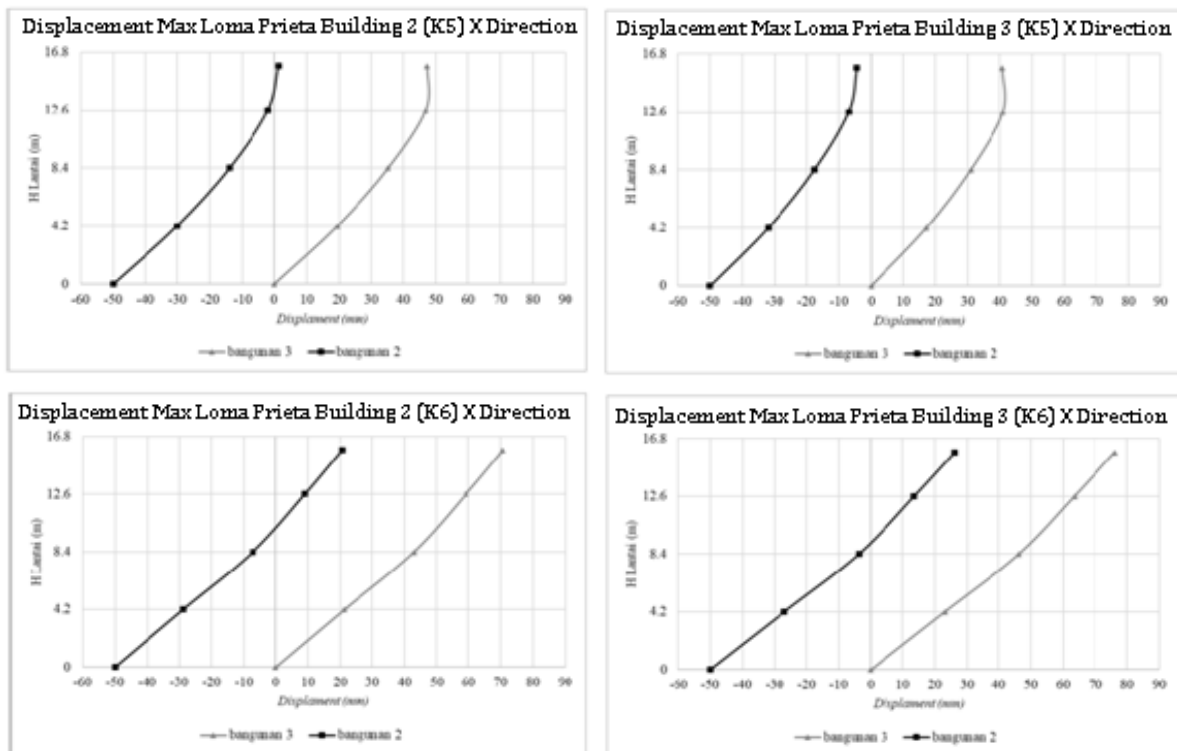 Displacement Max Loma Prieta Building 2 (K5) X Direction
16.8
12.6
8.4
4.2
0
H Lantai (m)
-60 -50 -40 -30 -20 -10 0 10 20 30 40 50 60 70 80 90
Displament (mm)
bangunan 3 bangunan 2
Displacement Max Loma Prieta Building 3 (K5) X Direction
16.8
12.6
8.4
4.2
0
H Lantai (m)
-60 -50 -40 -30 -20 -10 0 10 20 30 40 50 60 70 80 90
Displament (mm)
bangunan 3 bangunan 2
Displacement Max Loma Prieta Building 2 (K6) X Direction
16.8
12.6
8.4
4.2
0
H Lantai (m)
-60 -50 -40 -30 -20 -10 0 10 20 30 40 50 60 70 80 90
Displament (mm)
bangunan 3 bangunan 2
Displacement Max Loma Prieta Building 3 (K6) X Direction
16.8
12.6
8.4
4.2
0
H Lantai (m)
-60 -50 -40 -30 -20 -10 0 10 20 30 40 50 60 70 80 90
Displament (mm)
bangunan 3 bangunan 2